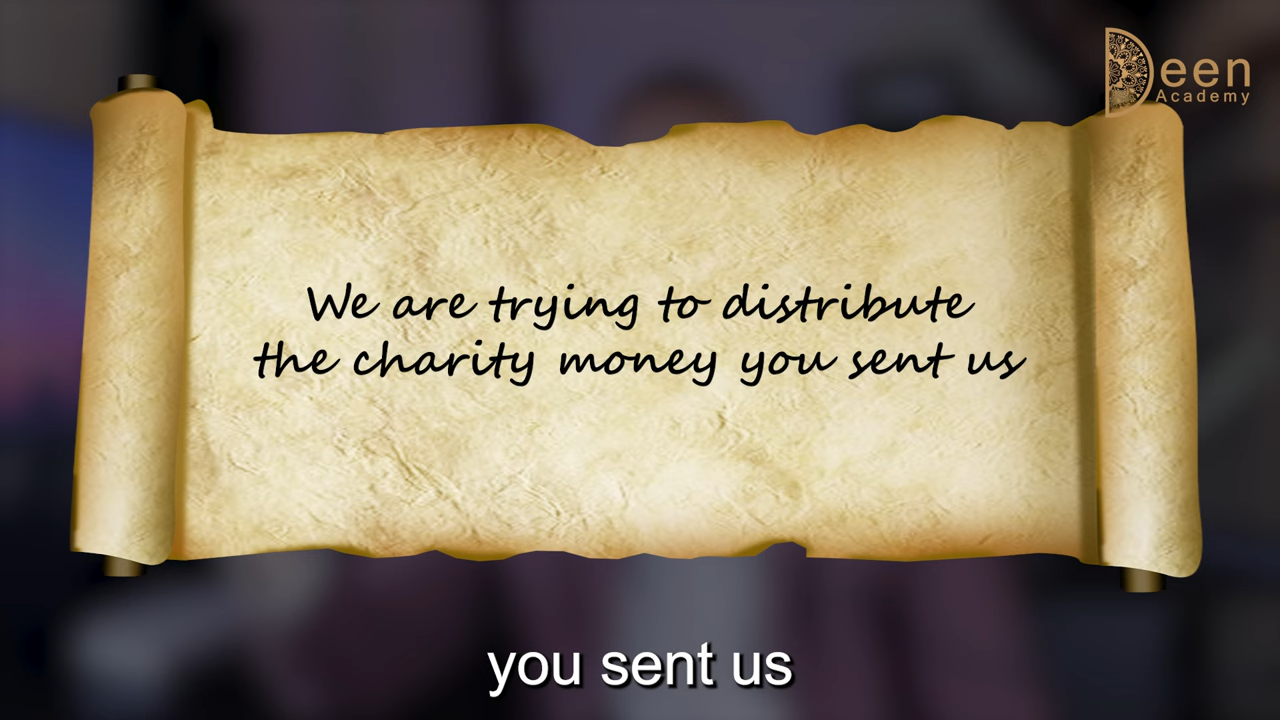 Deen
Academy
We are trying to distribute
the charity money you sent us
you sent us